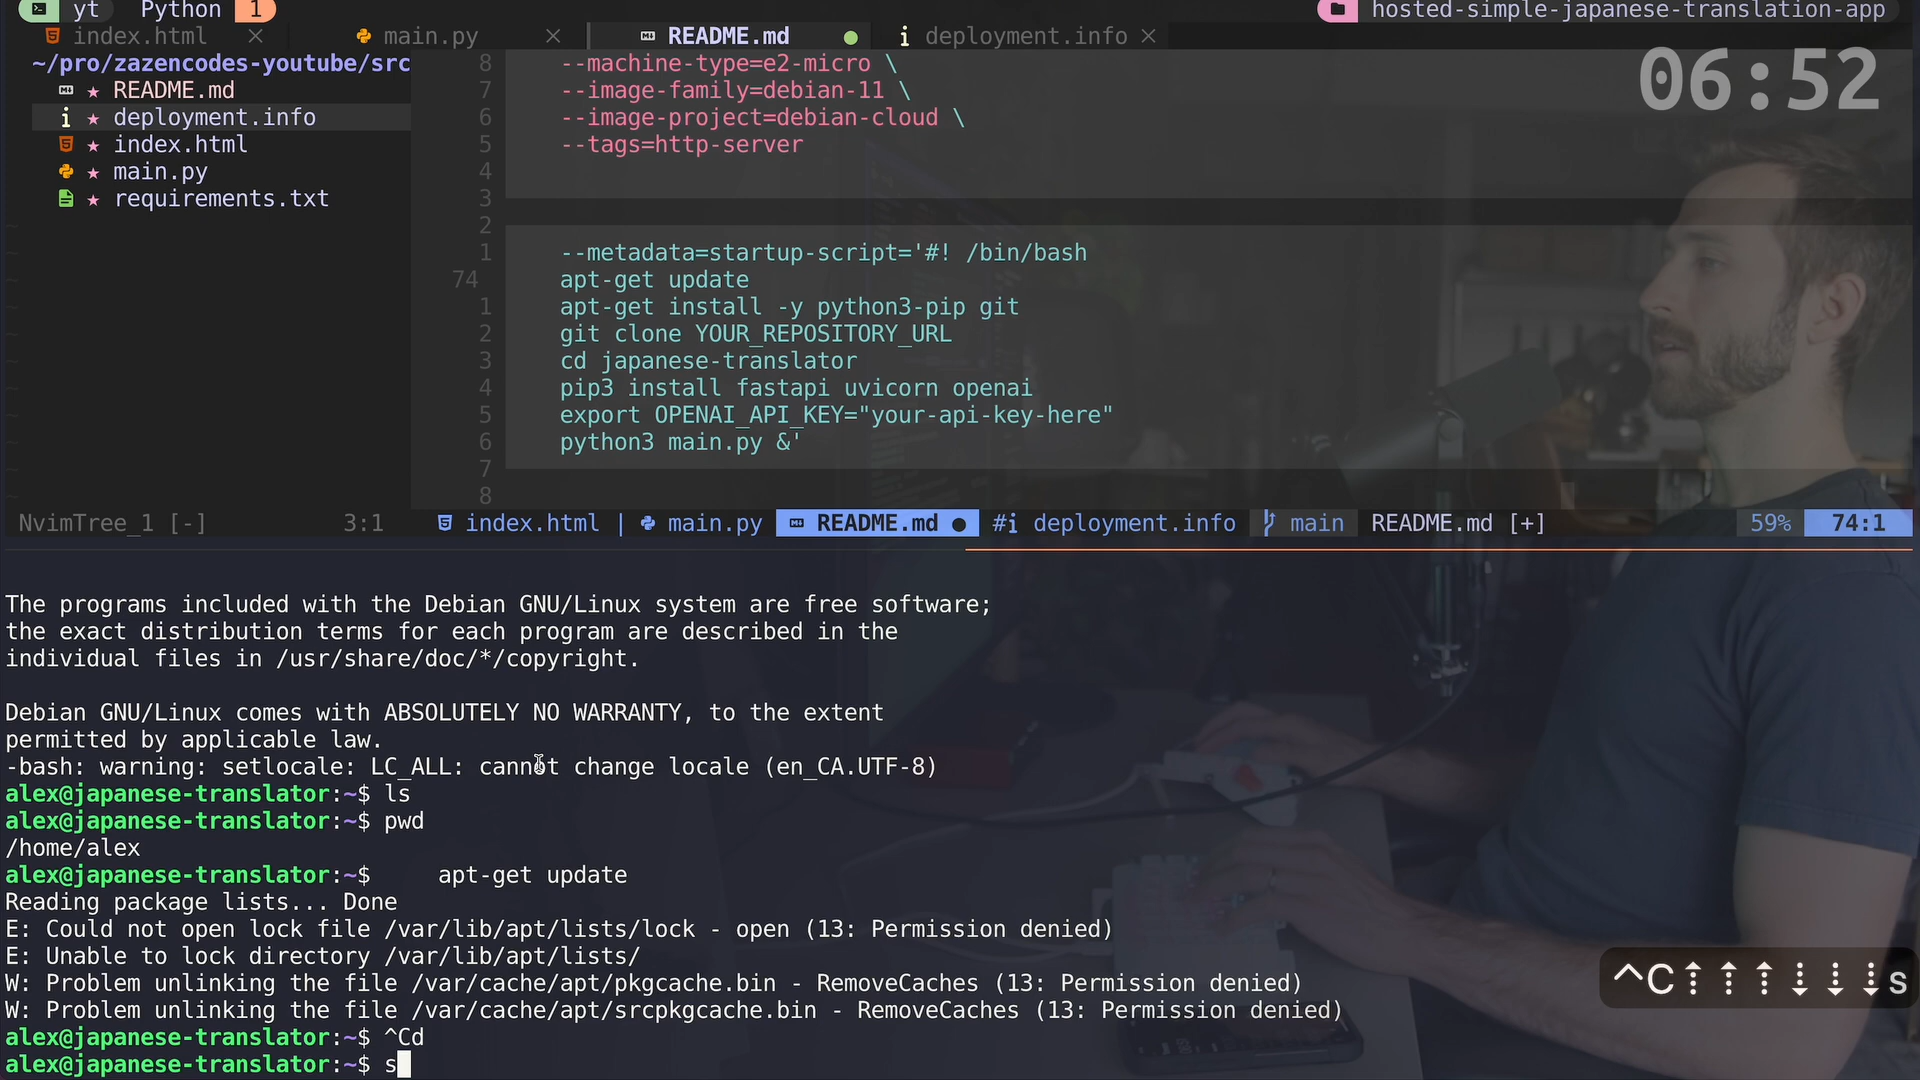 yt Python 1 hosted-simple-japanese-translation-app
index.html main.py README.md deployment.info
06:52
~/pro/zazencodes-youtube/src
README.md
deployment.info
index.html
main.py
requirements.txt
8 --machine-type=e2-micro \
7 --image-family=debian-11 \
6 --image-project=debian-cloud \
5 --tags=http-server
4
3
2
1 --metadata=startup-script='#! /bin/bash
74 apt-get update
1 apt-get install -y python3-pip git
2 git clone YOUR_REPOSITORY_URL
3 cd japanese-translator
4 pip3 install fastapi uvicorn openai
5 export OPENAI_API_KEY="your-api-key-here"
6 python3 main.py &'
7
8
NvimTree_1 [-] 3:1 index.html | main.py README.md ● #i deployment.info main README.md [+] 59% 74:1
The programs included with the Debian GNU/Linux system are free software;
the exact distribution terms for each program are described in the
individual files in /usr/share/doc/*/copyright.
Debian GNU/Linux comes with ABSOLUTELY NO WARRANTY, to the extent
permitted by applicable law.
-bash: warning: setlocale: LC_ALL: cannot change locale (en_CA.UTF-8)
alex@japanese-translator:~$ ls
alex@japanese-translator:~$ pwd
/home/alex
alex@japanese-translator:~$     apt-get update
Reading package lists... Done
E: Could not open lock file /var/lib/apt/lists/lock - open (13: Permission denied)
E: Unable to lock directory /var/lib/apt/lists/
W: Problem unlinking the file /var/cache/apt/pkgcache.bin - RemoveCaches (13: Permission denied)
W: Problem unlinking the file /var/cache/apt/srcpkgcache.bin - RemoveCaches (13: Permission denied)
alex@japanese-translator:~$ ^Cd
alex@japanese-translator:~$ s
^C⇡⇡⇡⇣⇣⇣s